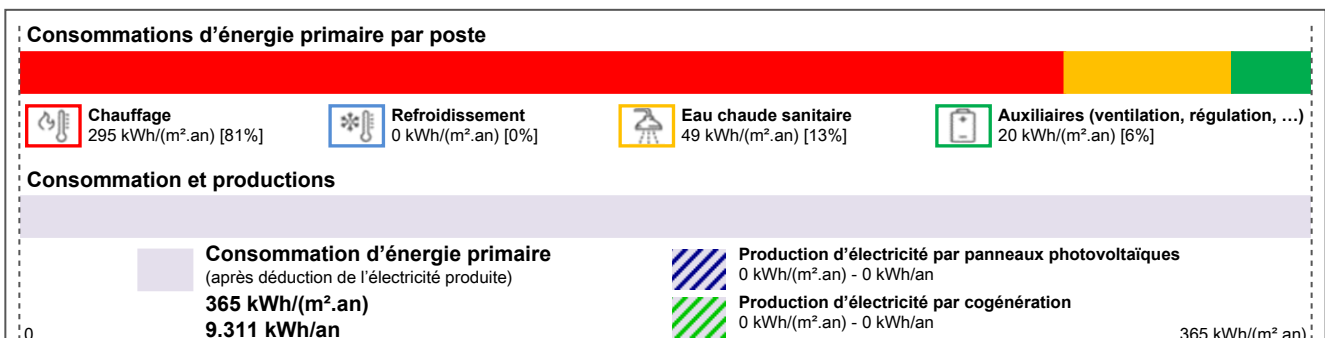 Consommations d’énergie primaire par poste
Chauffage
295 kWh/(m².an) [81%]
Refroidissement
0 kWh/(m².an) [0%]
Eau chaude sanitaire
49 kWh/(m².an) [13%]
Auxiliaires (ventilation, régulation, …)
20 kWh/(m².an) [6%]
Consommation et productions
Consommation d’énergie primaire
(après déduction de l’électricité produite)
365 kWh/(m².an)
9.311 kWh/an
Production d’électricité par panneaux photovoltaïques
0 kWh/(m².an) - 0 kWh/an
Production d’électricité par cogénération
0 kWh/(m².an) - 0 kWh/an
0
365 kWh/(m².an)